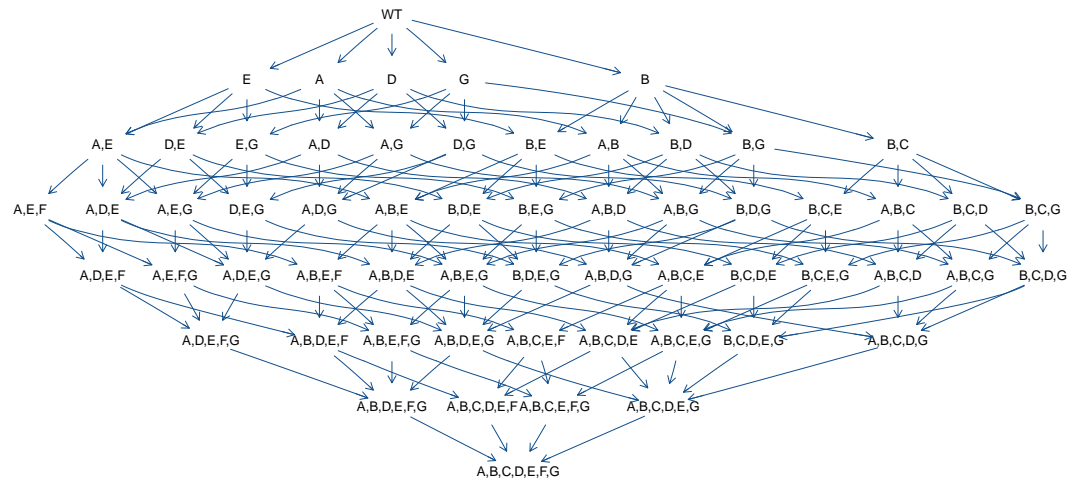 WT
E A D G B
A,E D,E E,G A,D A,G D,G B,E A,B B,D B,G B,C
A,E,F A,D,E A,E,G D,E,G A,D,G A,B,E B,D,E B,E,G A,B,D A,B,G B,D,G B,C,E A,B,C B,C,D B,C,G
A,D,E,F A,E,F,G A,D,E,G A,B,E,F A,B,D,E A,B,E,G B,D,E,G A,B,D,G A,B,C,E B,C,D,E B,C,E,G A,B,C,D A,B,C,G B,C,D,G
A,D,E,F,G A,B,D,E,F A,B,E,F,G A,B,D,E,G A,B,C,E,F A,B,C,D,E A,B,C,E,G B,C,D,E,G A,B,C,D,G
A,B,D,E,F,G A,B,C,D,E,F A,B,C,E,F,G A,B,C,D,E,G
A,B,C,D,E,F,G